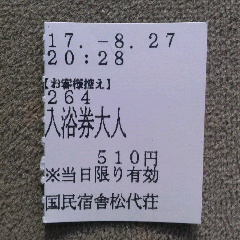 17.-8.27
20:28
【お客様控え】
264
入浴券大人
510円
※当日限り有効
国民宿舎松代荘